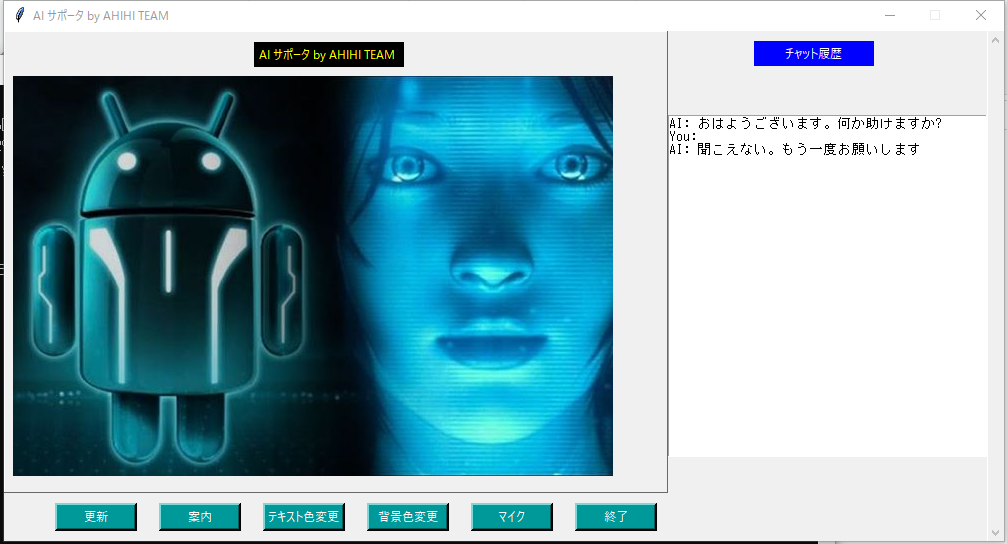 AI サポータ by AHIHI TEAM
AI サポータ by AHIHI TEAM
チャット履歴
AI: おはようございます。何か助けますか?
You:
AI: 聞こえない。もう一度お願いします
更新
案内
テキスト色変更
背景色変更
マイク
終了